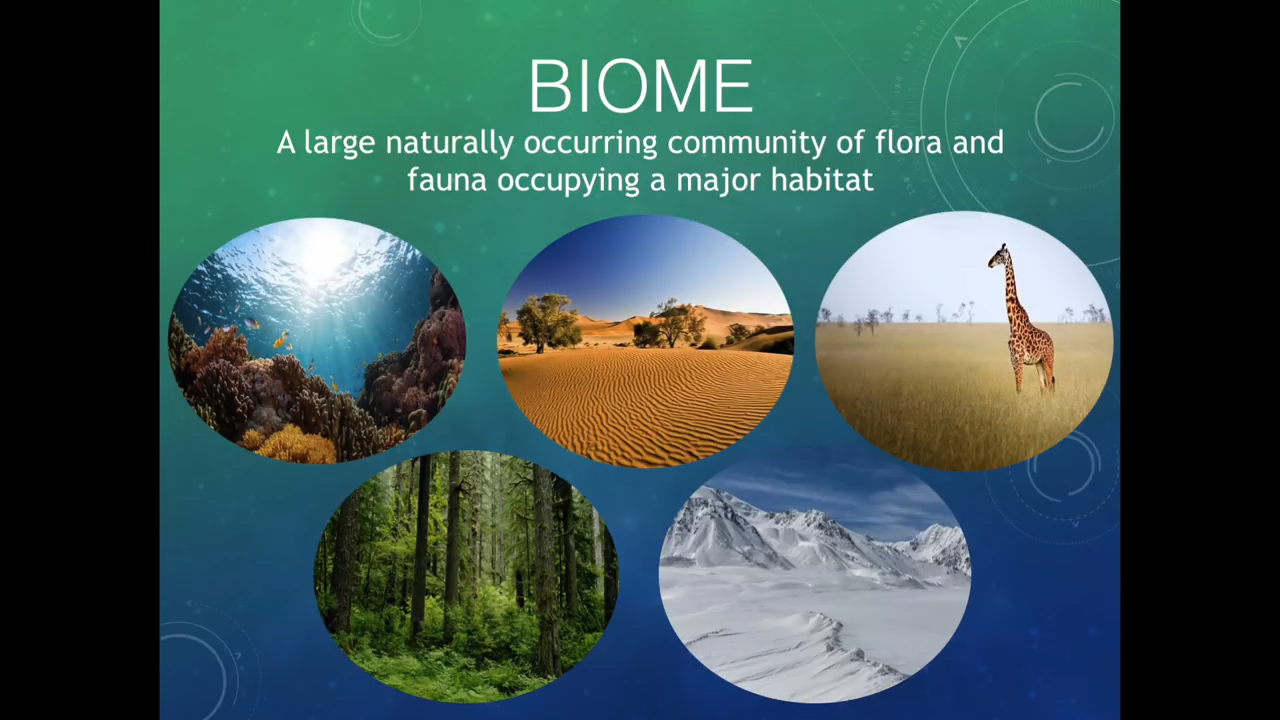 BIOME
A large naturally occurring community of flora and
fauna occupying a major habitat